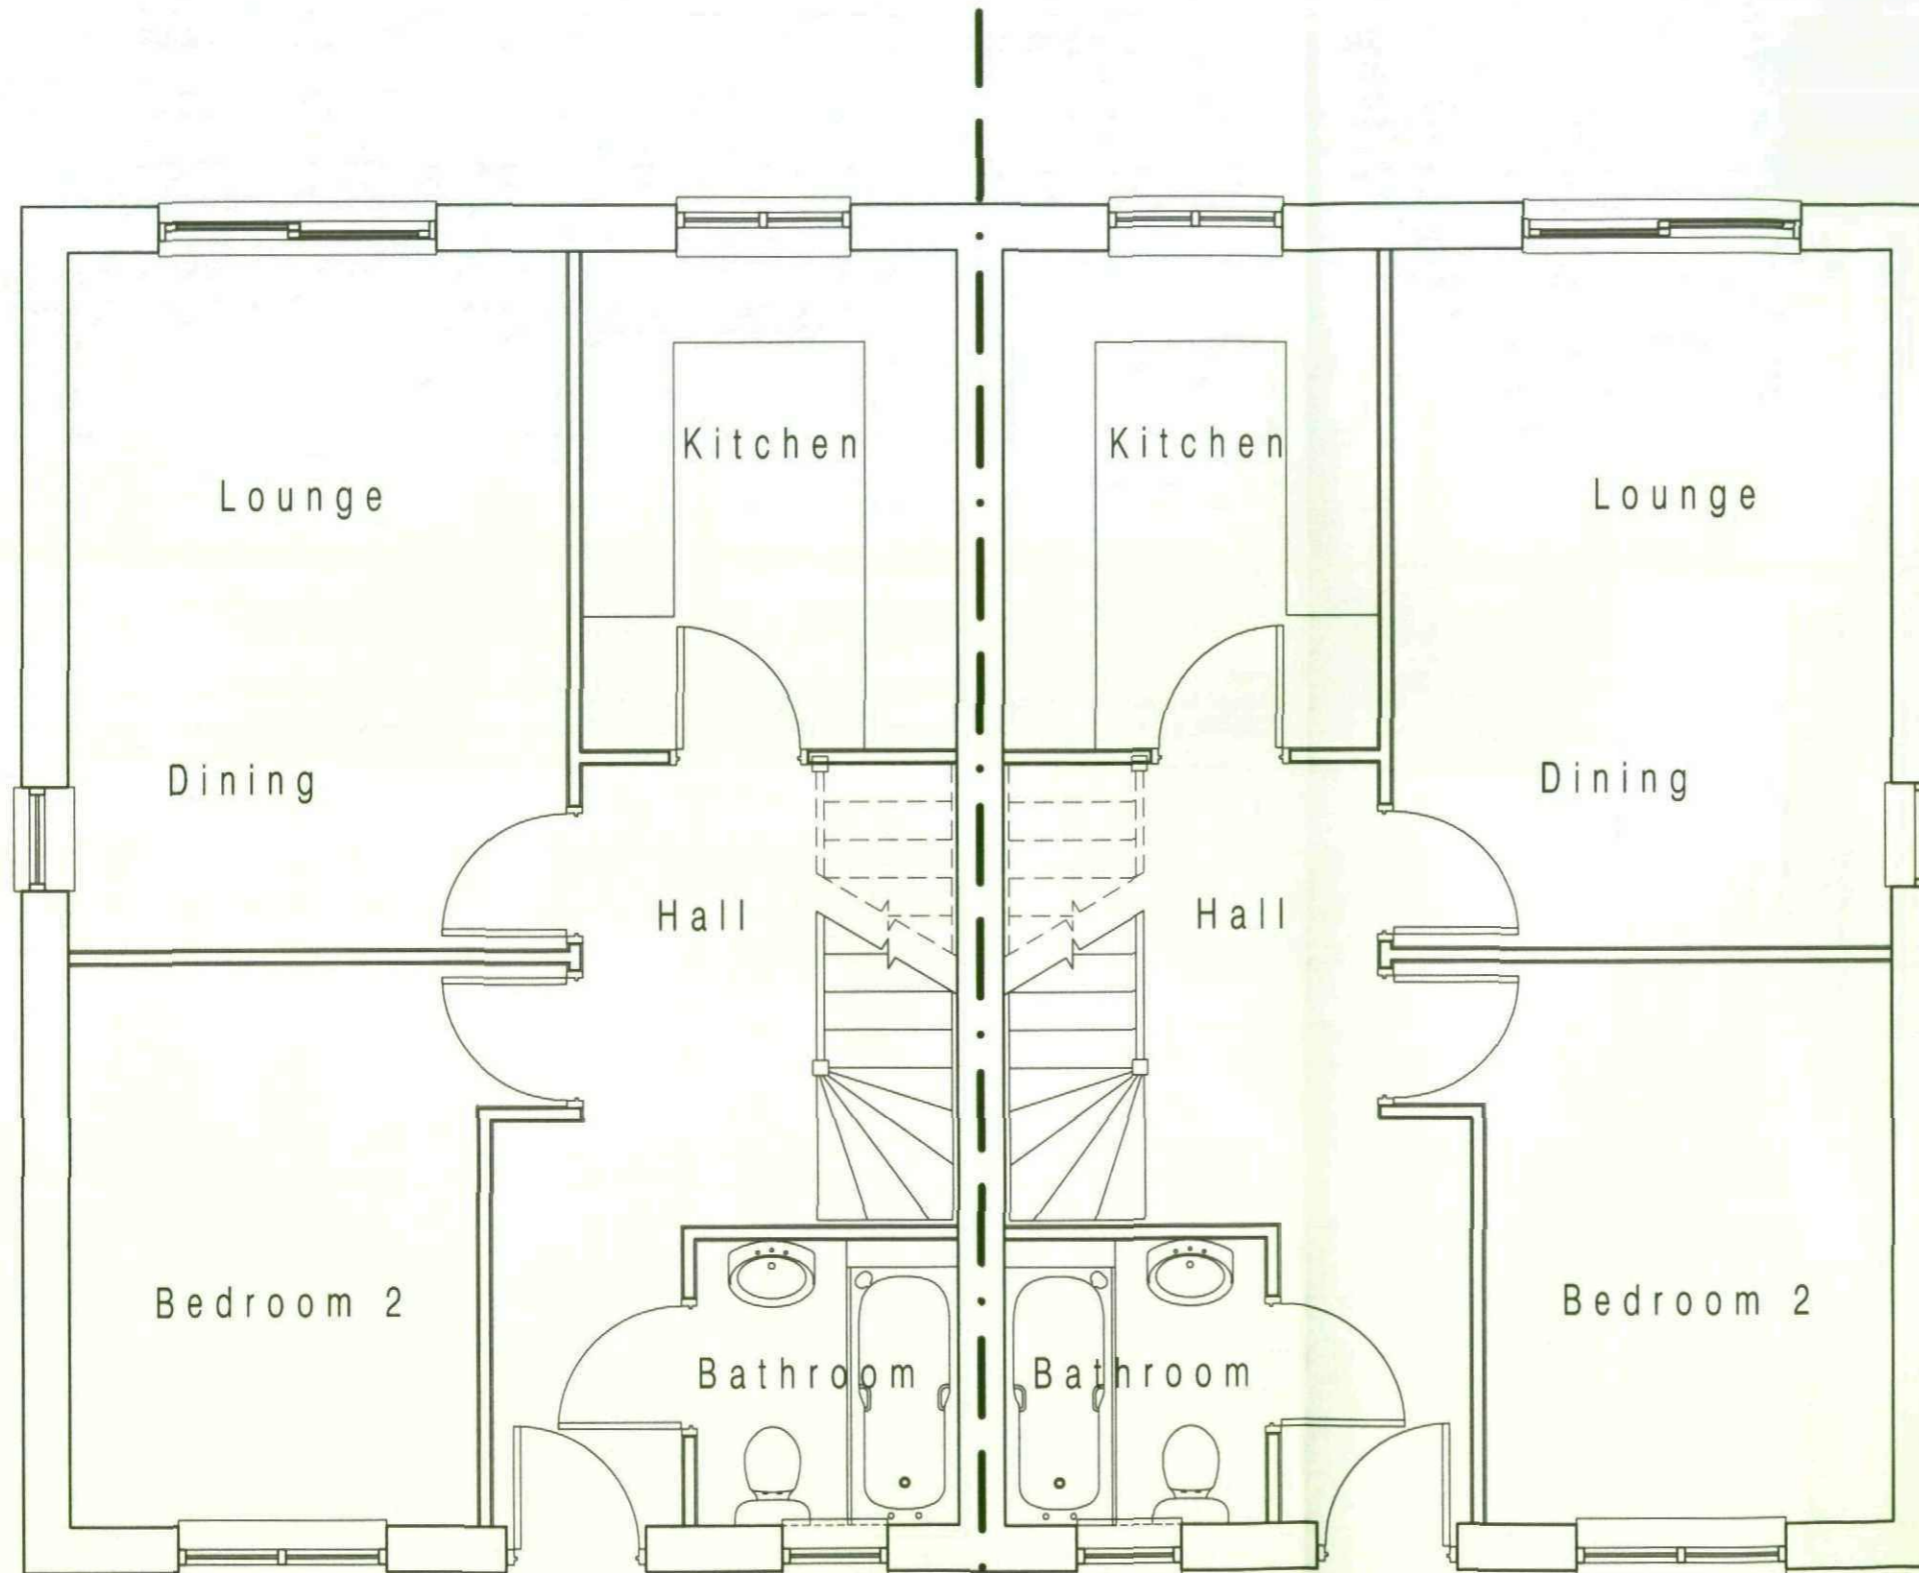 Kitchen Kitchen
Lounge Lounge
Dining Dining
Hall Hall
Bedroom 2 Bedroom 2
Bathroom Bathroom